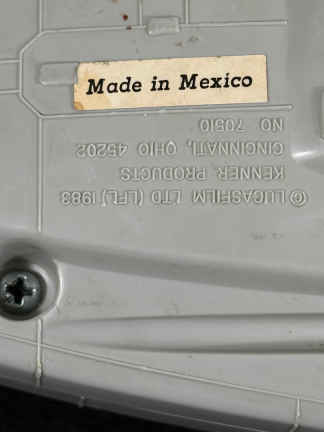 Made in Mexico
© LUCASFILM LTD (LFL) 1983
KENNER PRODUCTS
CINCINNATI, OHIO 45202
NO 70510